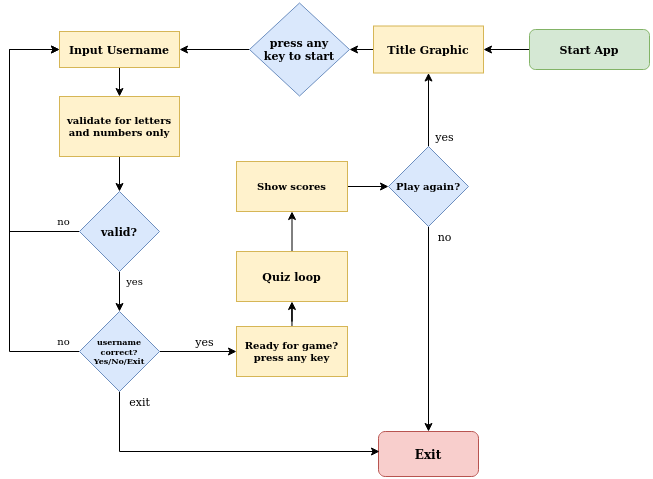 Start App
Title Graphic
press any
key to start
Input Username
validate for letters
and numbers only
valid?
no
yes
username
correct?
Yes/No/Exit
no
yes
exit
Ready for game?
press any key
Quiz loop
Show scores
Play again?
yes
no
Exit